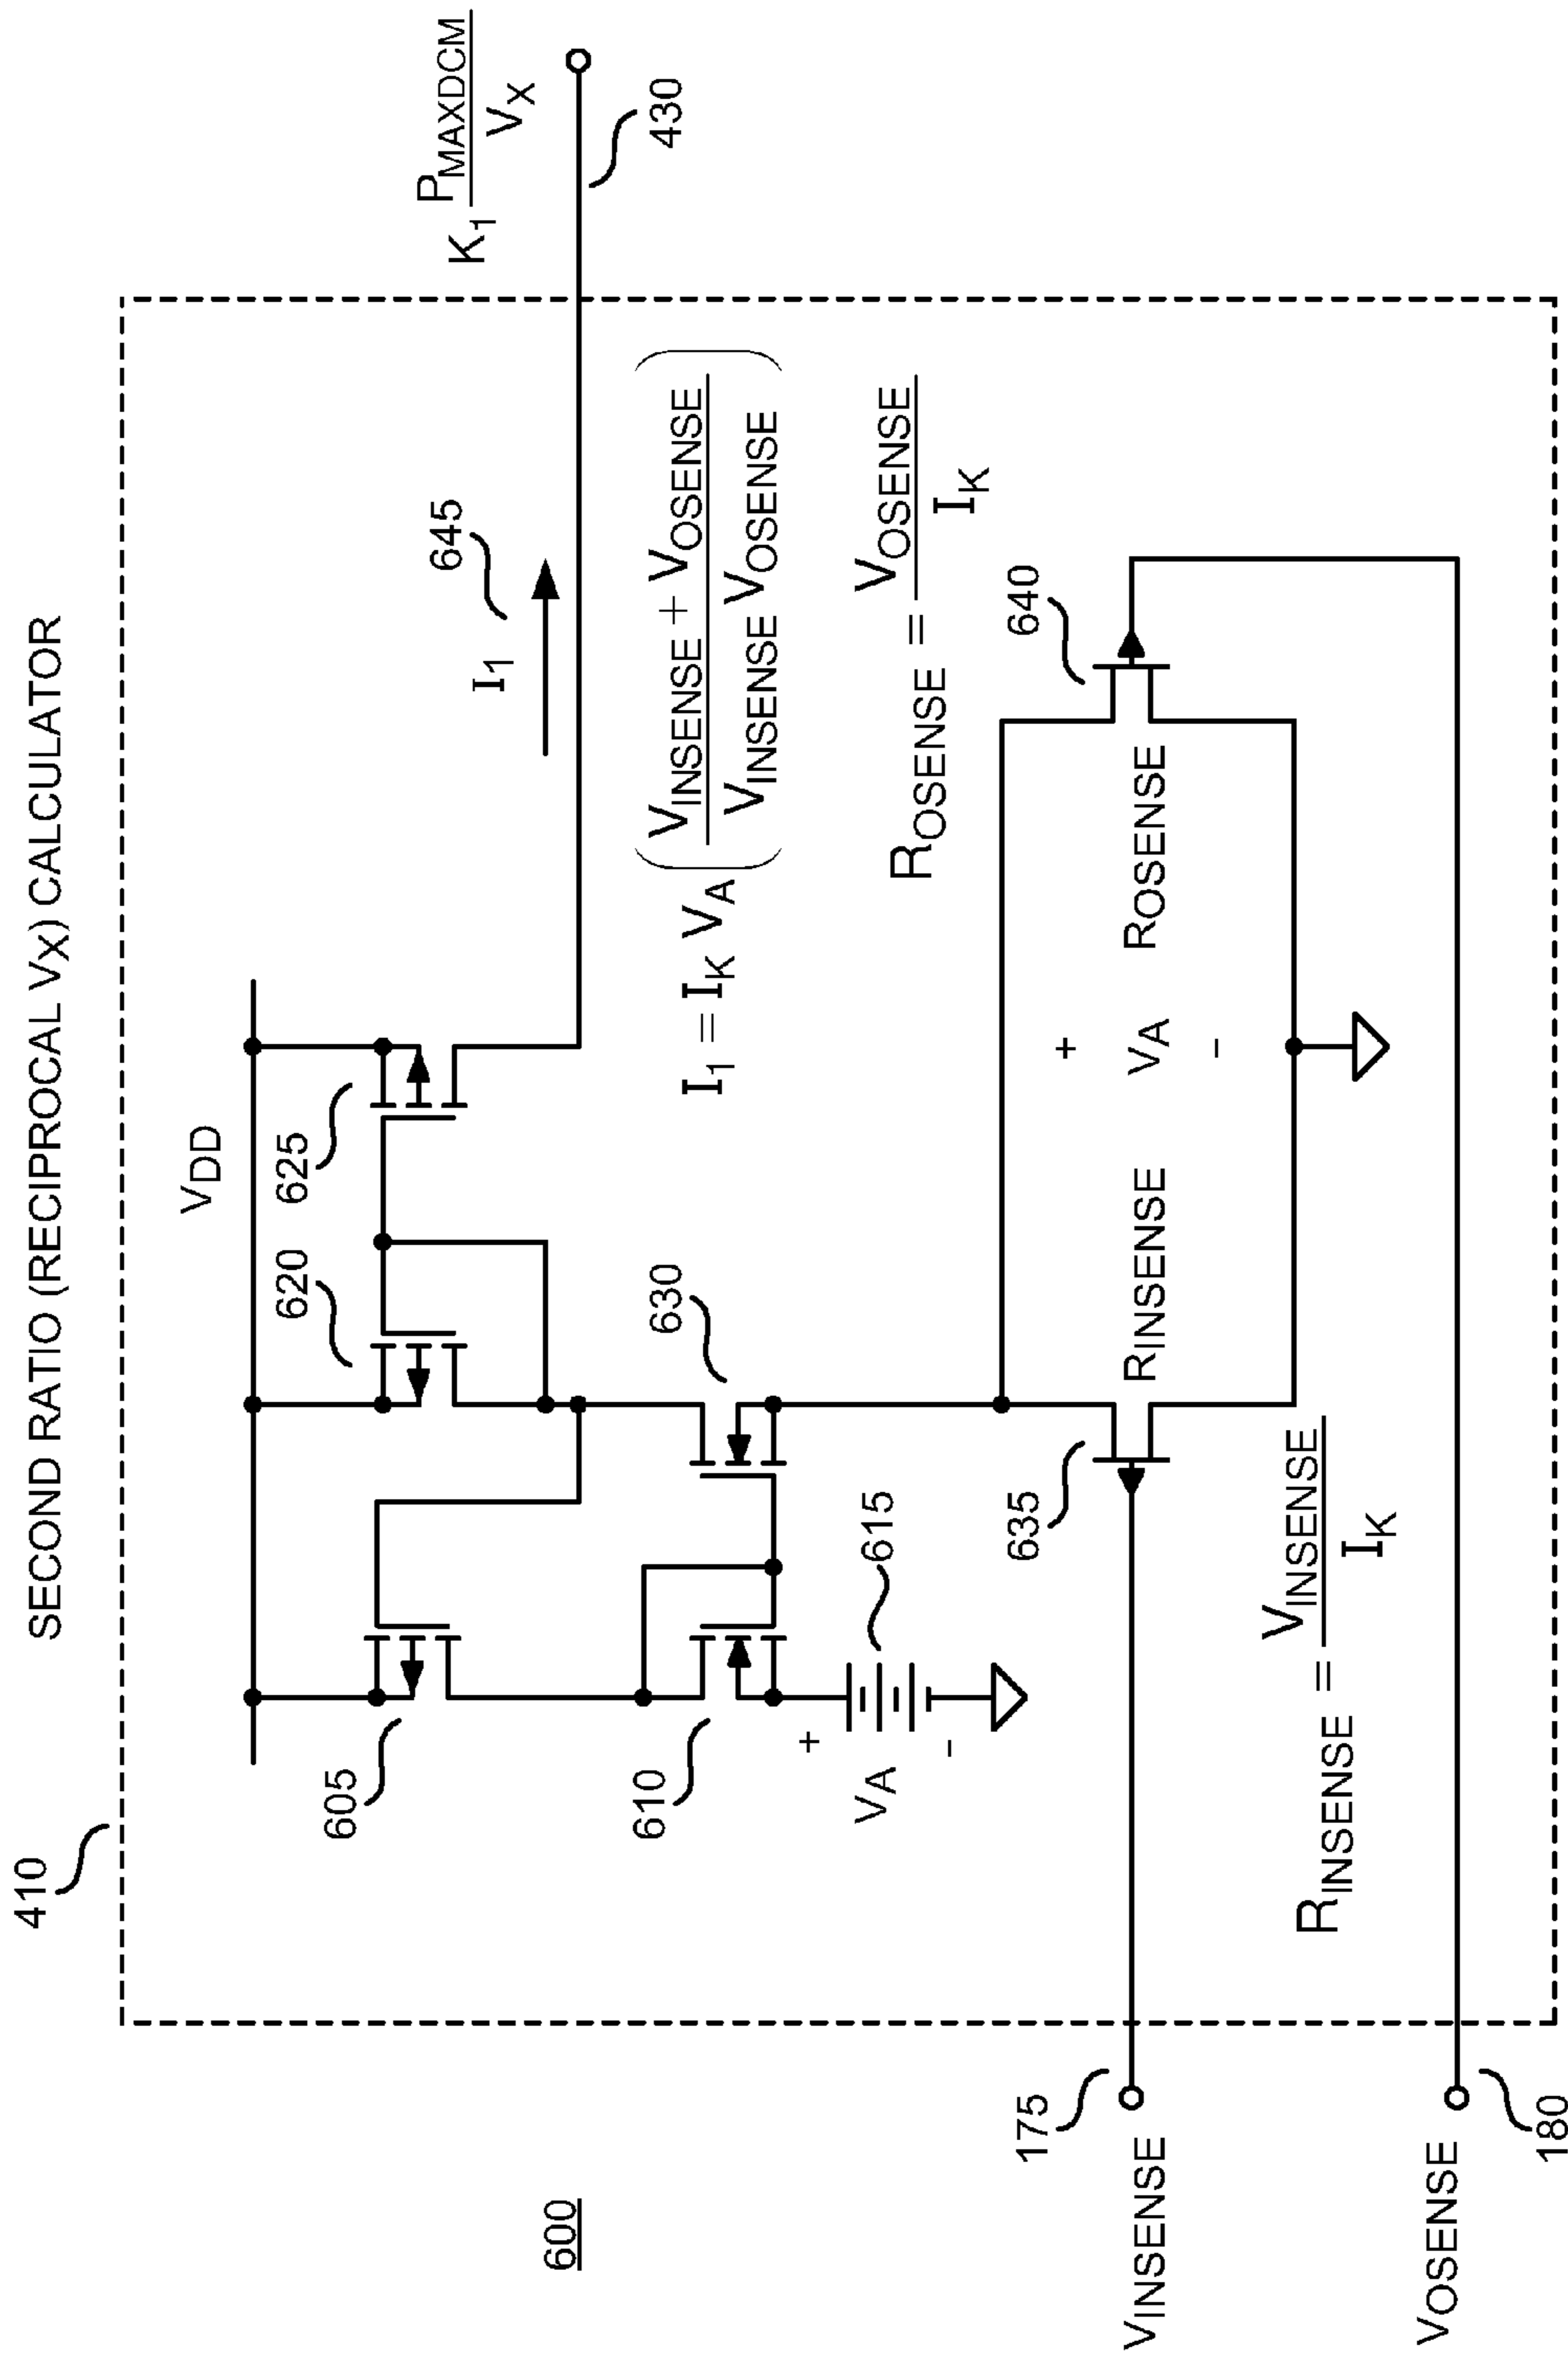 SECOND RATIO (RECIPROCAL VX) CALCULATOR
410
VDD
605
620
625
I1
645
K1 PMAXDCM
VX
430
600
610
630
I1 = IK VA ( VINSENSE + VOSENSE
VINSENSE VOSENSE )
+
VA
-
615
635
640
ROSENSE = VOSENSE
IK
+
RINSENSE VA ROSENSE
-
VINSENSE
175
RINSENSE = VINSENSE
IK
VOSENSE
180